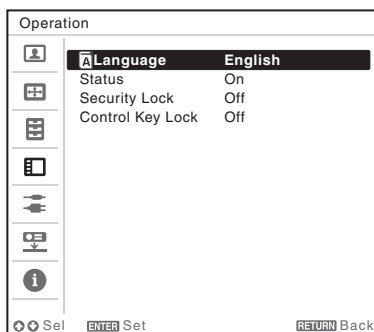 Operation
A Language English
Status On
Security Lock Off
Control Key Lock Off
Sel ENTER Set RETURN Back